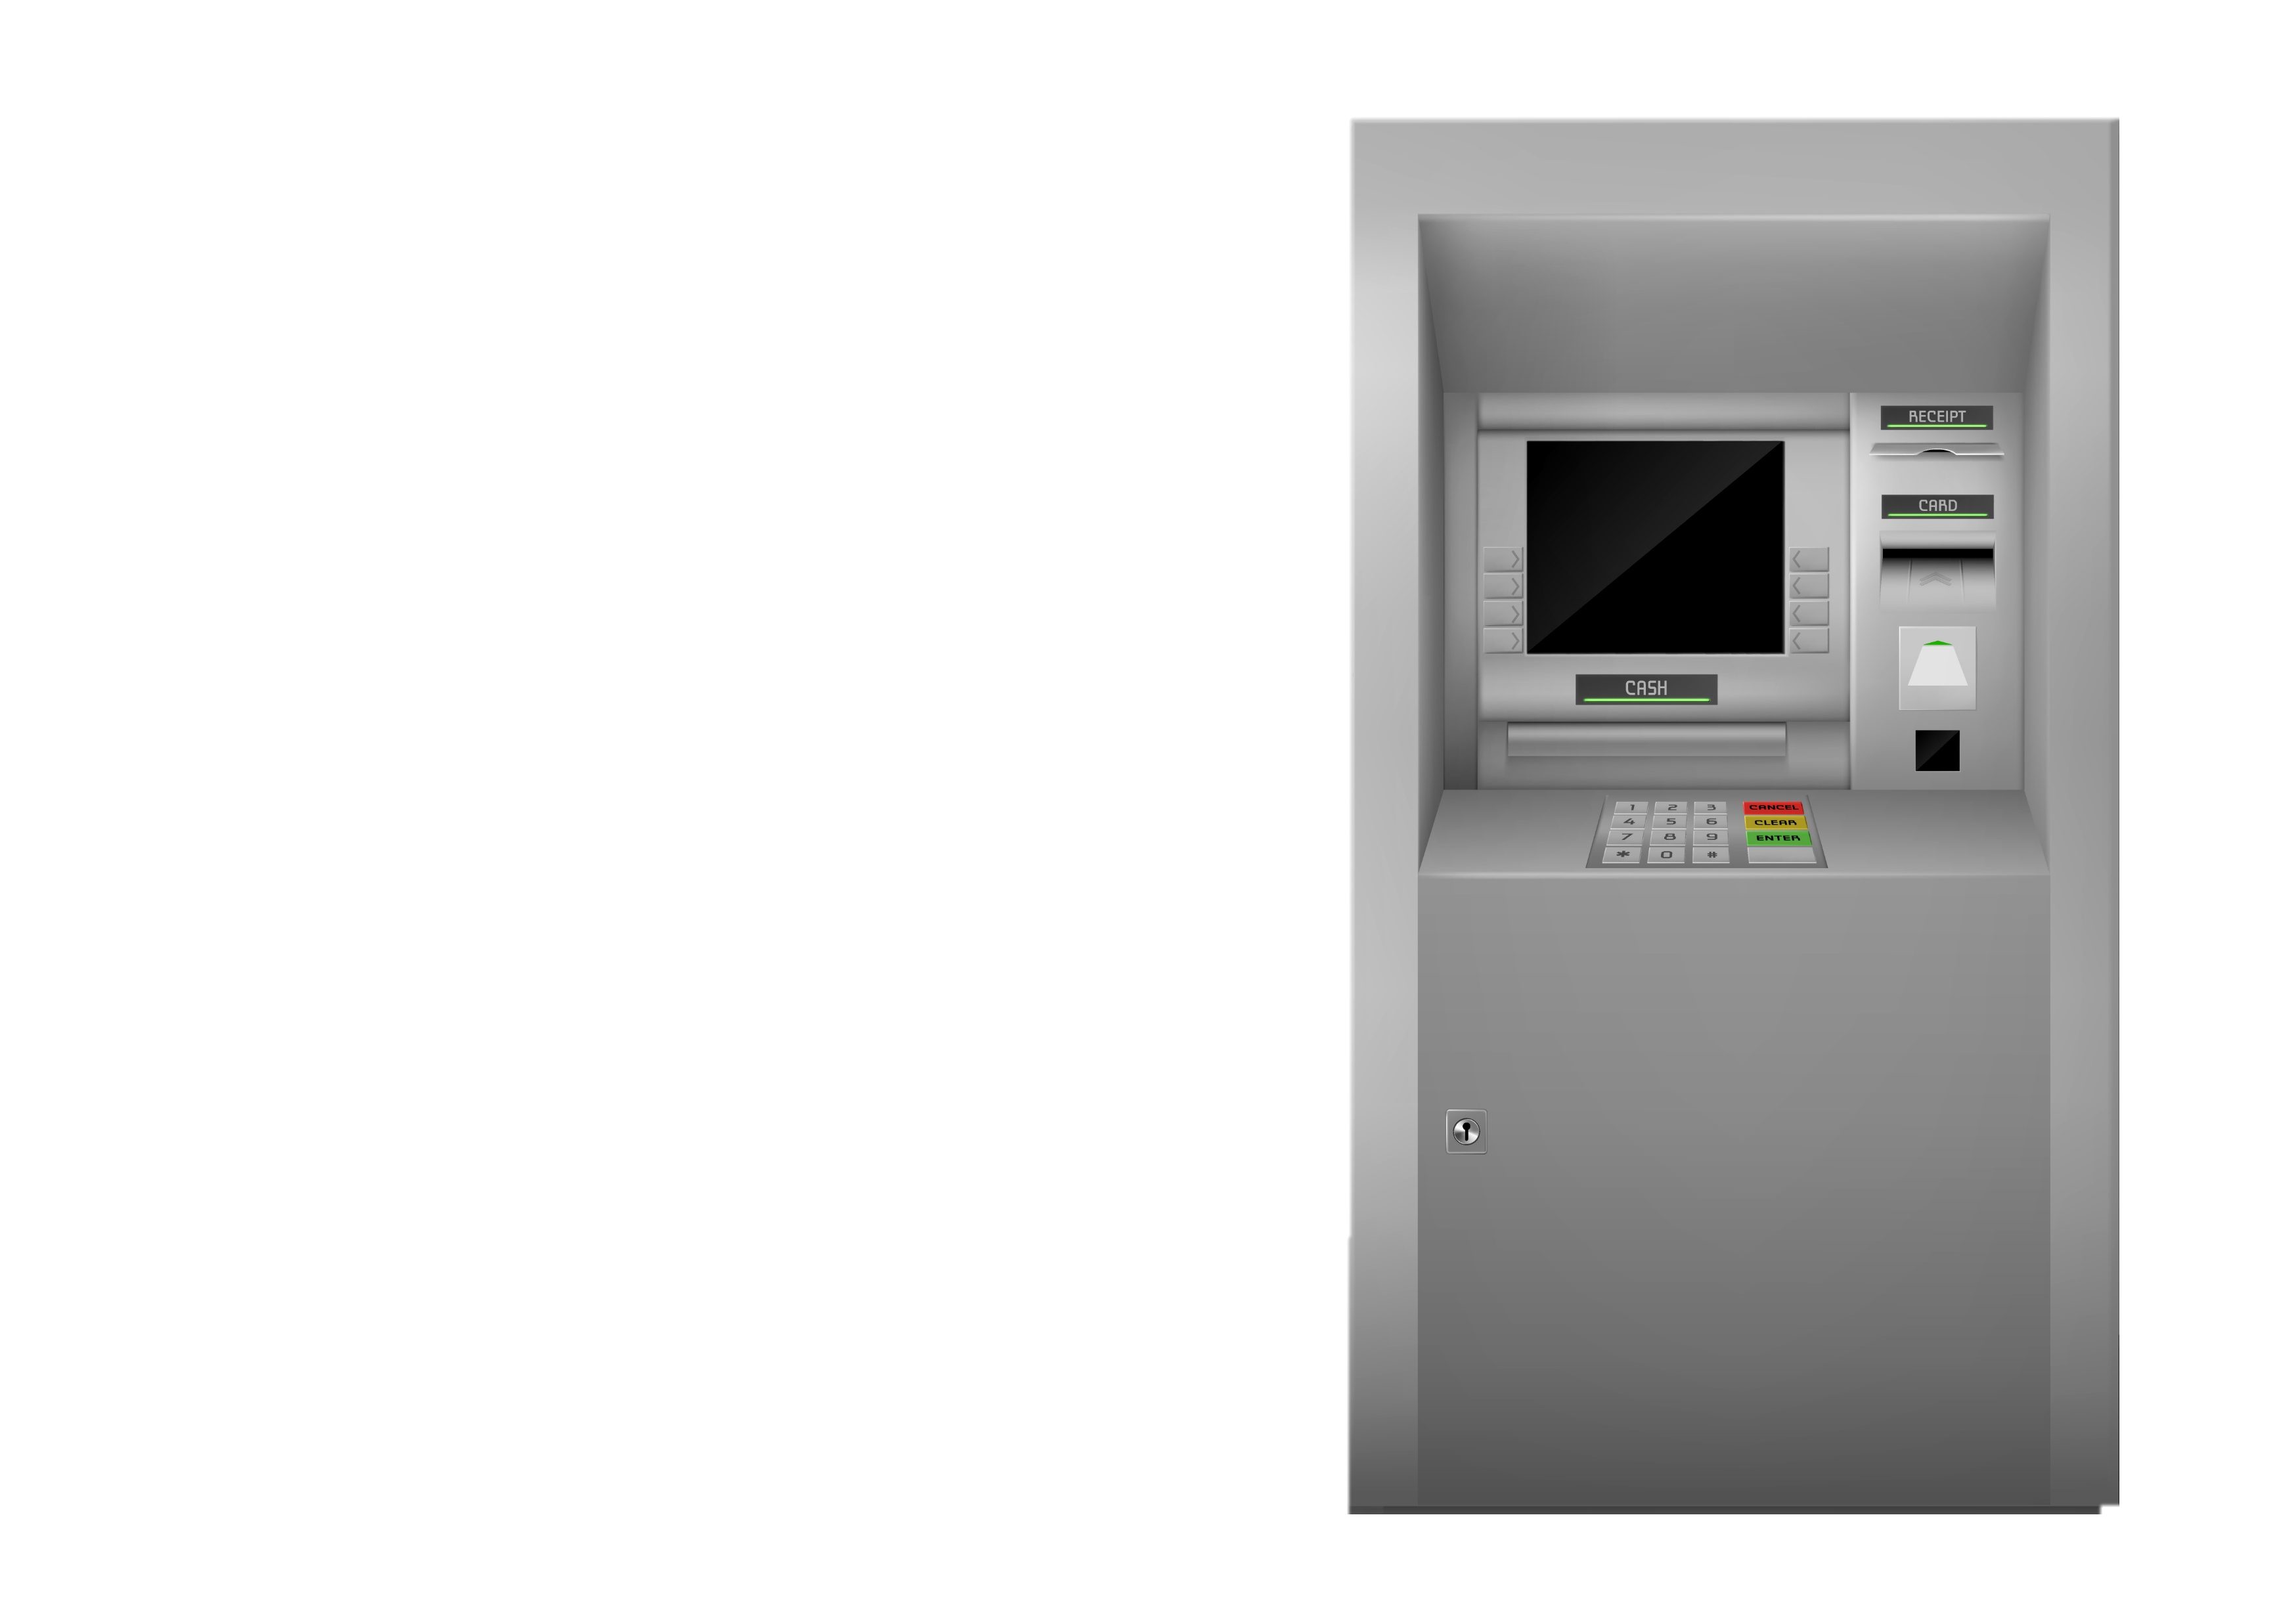 RECEIPT
CARD
CASH
1 2 3 CANCEL
4 5 6 CLEAR
7 8 9 ENTER
* 0 #